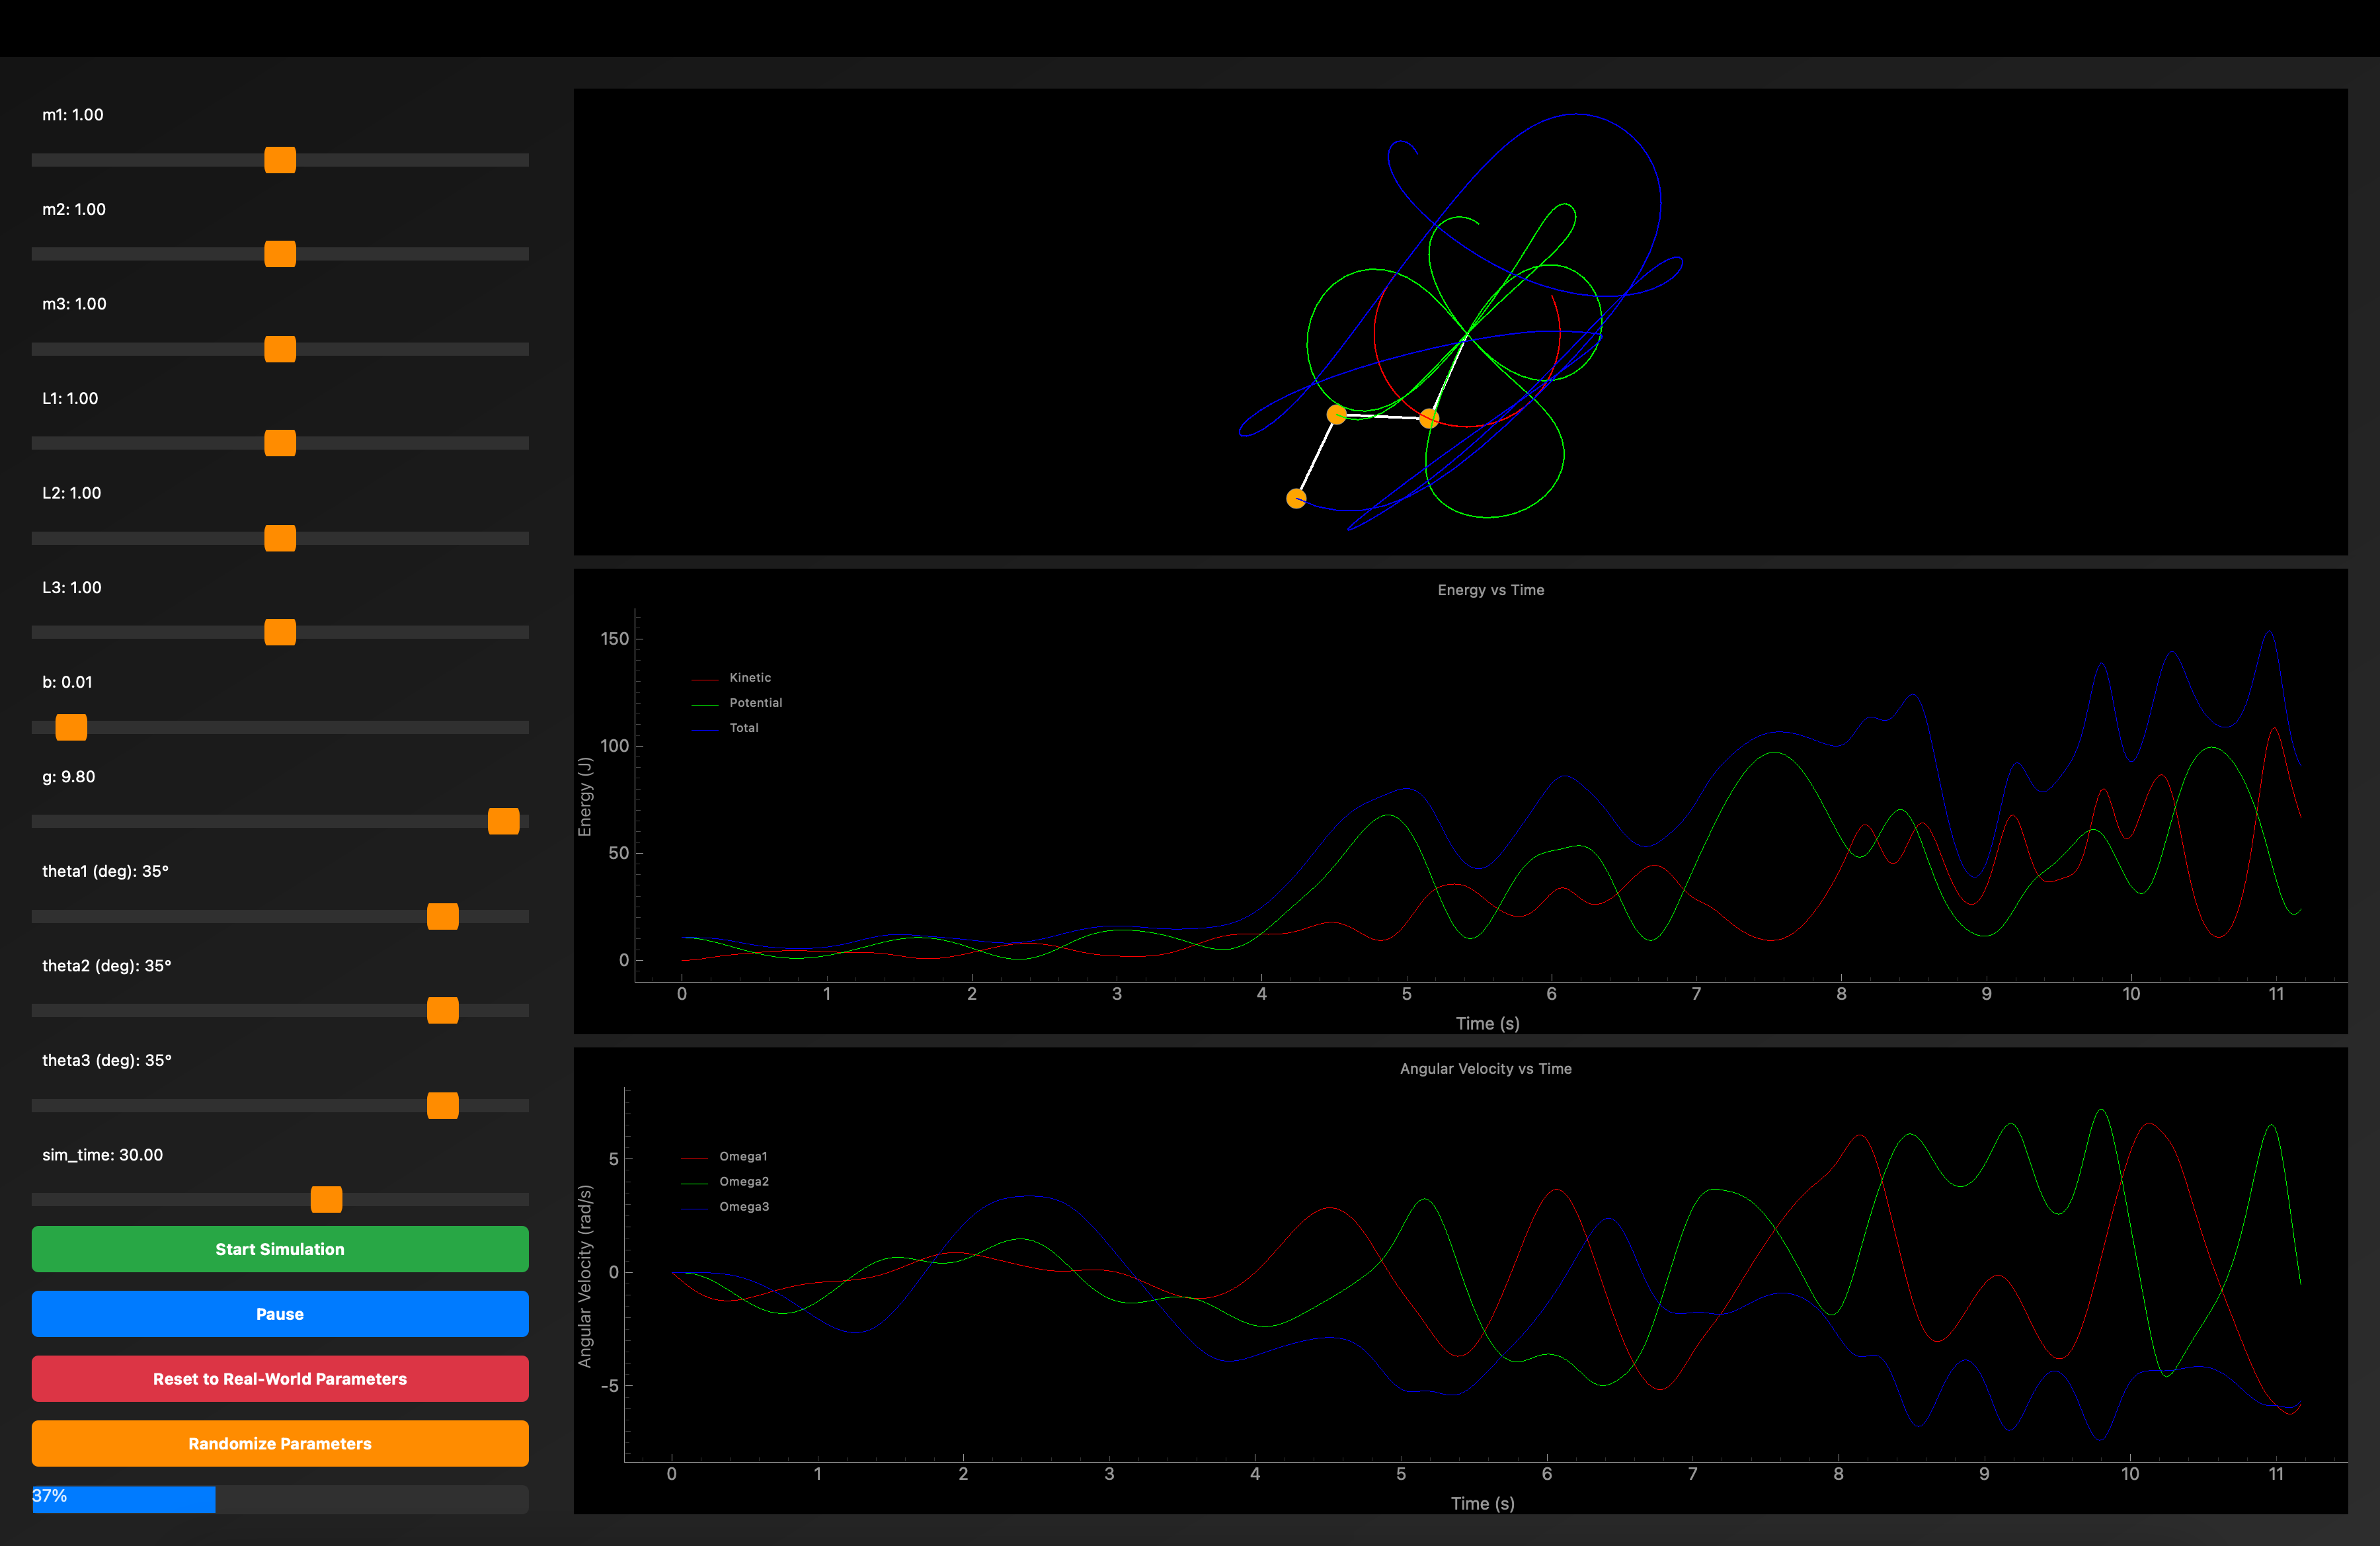 m1: 1.00
m2: 1.00
m3: 1.00
L1: 1.00
L2: 1.00
L3: 1.00
b: 0.01
g: 9.80
theta1 (deg): 35°
theta2 (deg): 35°
theta3 (deg): 35°
sim_time: 30.00
Start Simulation
Pause
Reset to Real-World Parameters
Randomize Parameters
37%
Energy vs Time
150
100
50
0
Energy (J)
Kinetic
Potential
Total
0 1 2 3 4 5 6 7 8 9 10 11
Time (s)
Angular Velocity vs Time
5
0
-5
Angular Velocity (rad/s)
Omega1
Omega2
Omega3
0 1 2 3 4 5 6 7 8 9 10 11
Time (s)